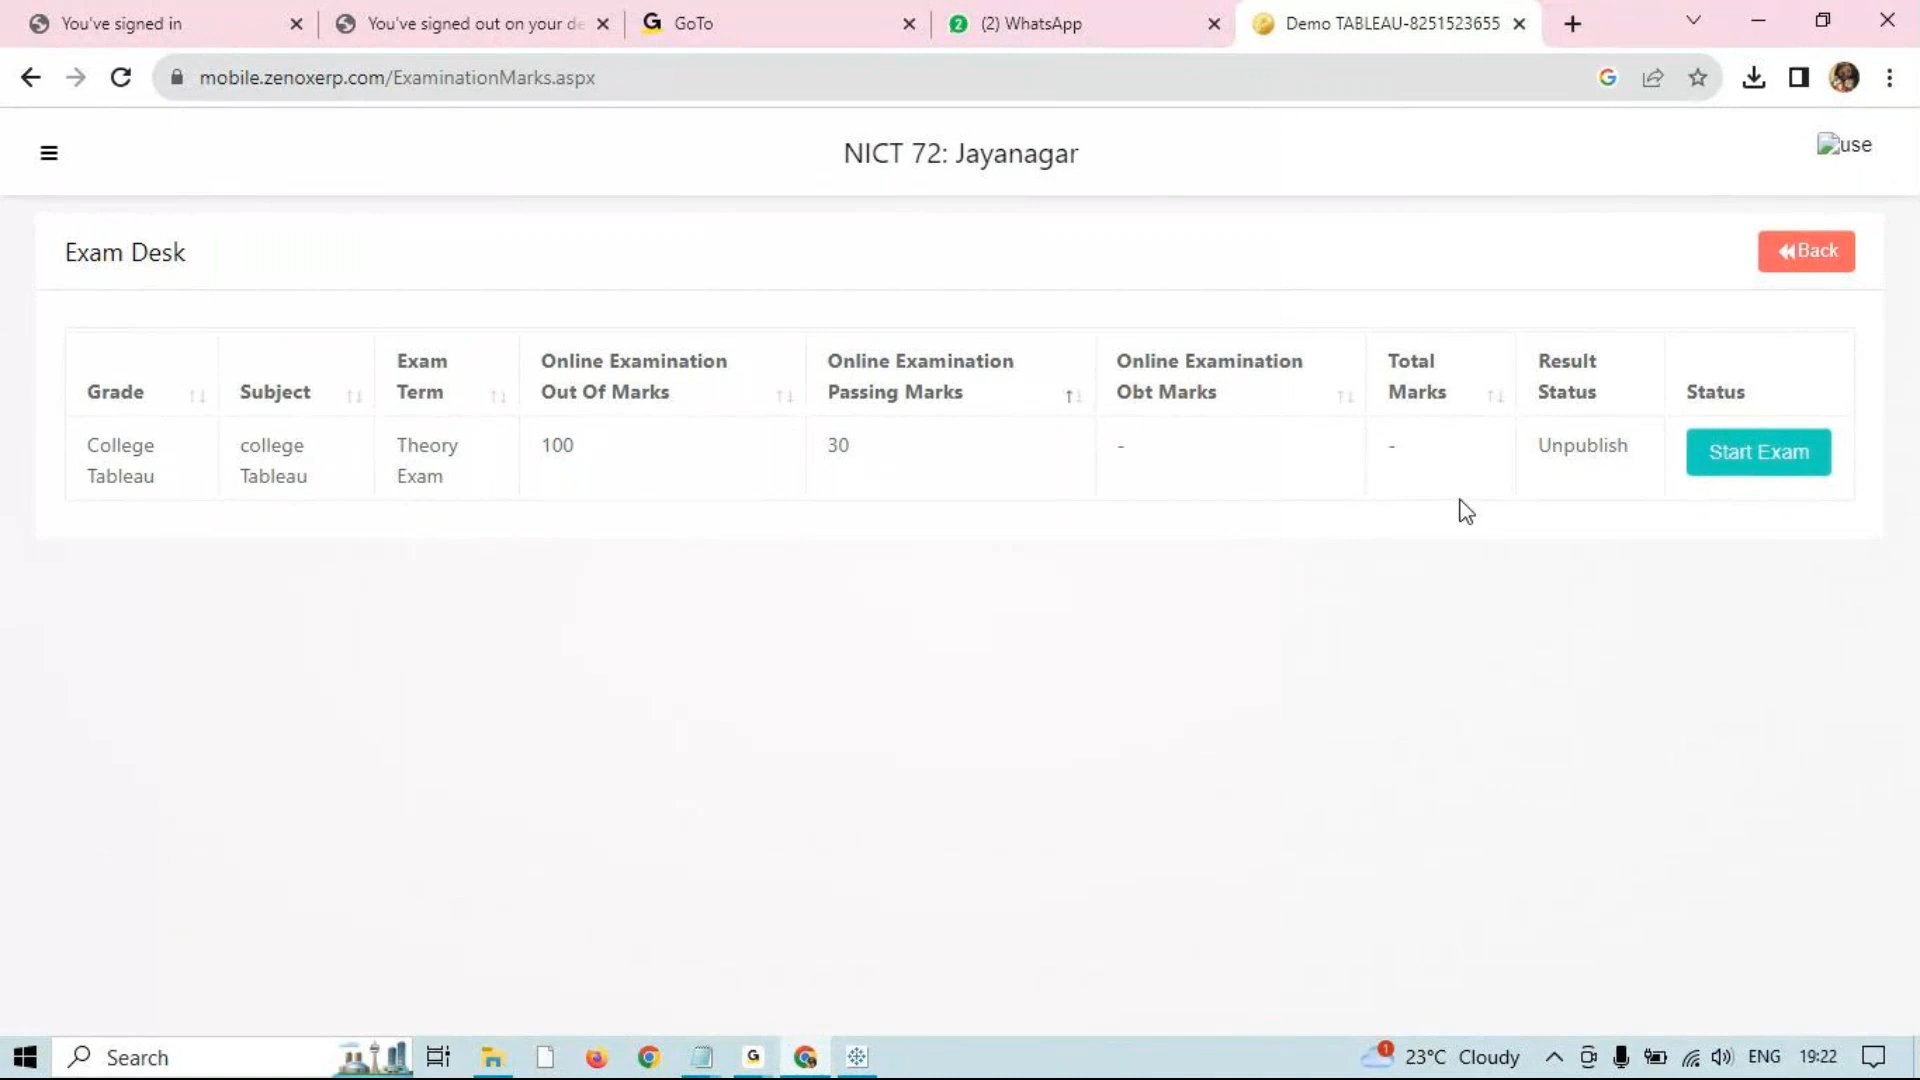 You've signed in
You've signed out on your de
GoTo
(2) WhatsApp
Demo TABLEAU-8251523655
mobile.zenoxerp.com/ExaminationMarks.aspx
NICT 72: Jayanagar
use
Exam Desk
Back
Grade
Subject
Exam
Term
Online Examination
Out Of Marks
Online Examination
Passing Marks
Online Examination
Obt Marks
Total
Marks
Result
Status
Status
College
Tableau
college
Tableau
Theory
Exam
100
30
-
-
Unpublish
Start Exam
Search
23°C Cloudy
ENG
19:22